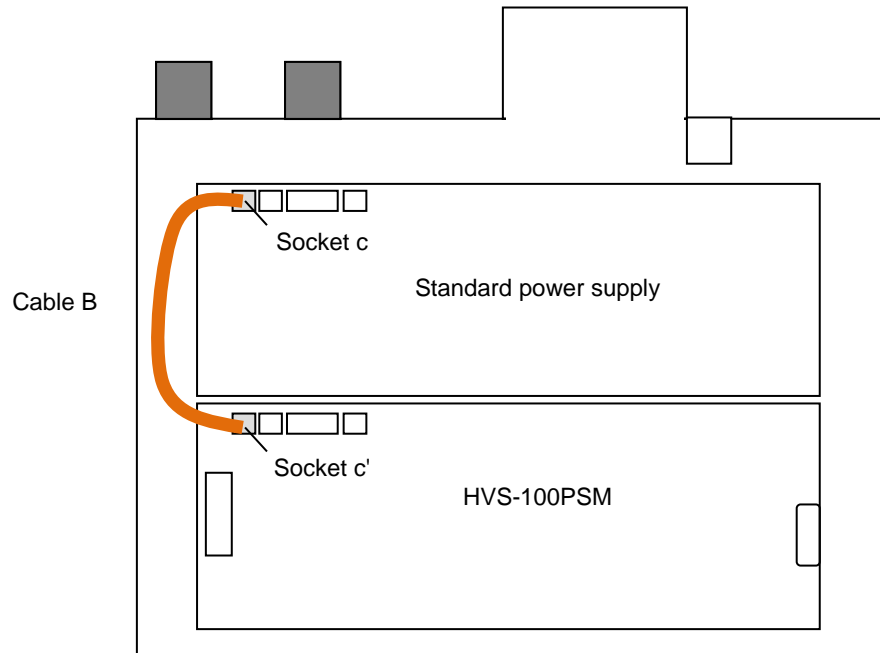 Socket c
Standard power supply
Cable B
Socket c'
HVS-100PSM